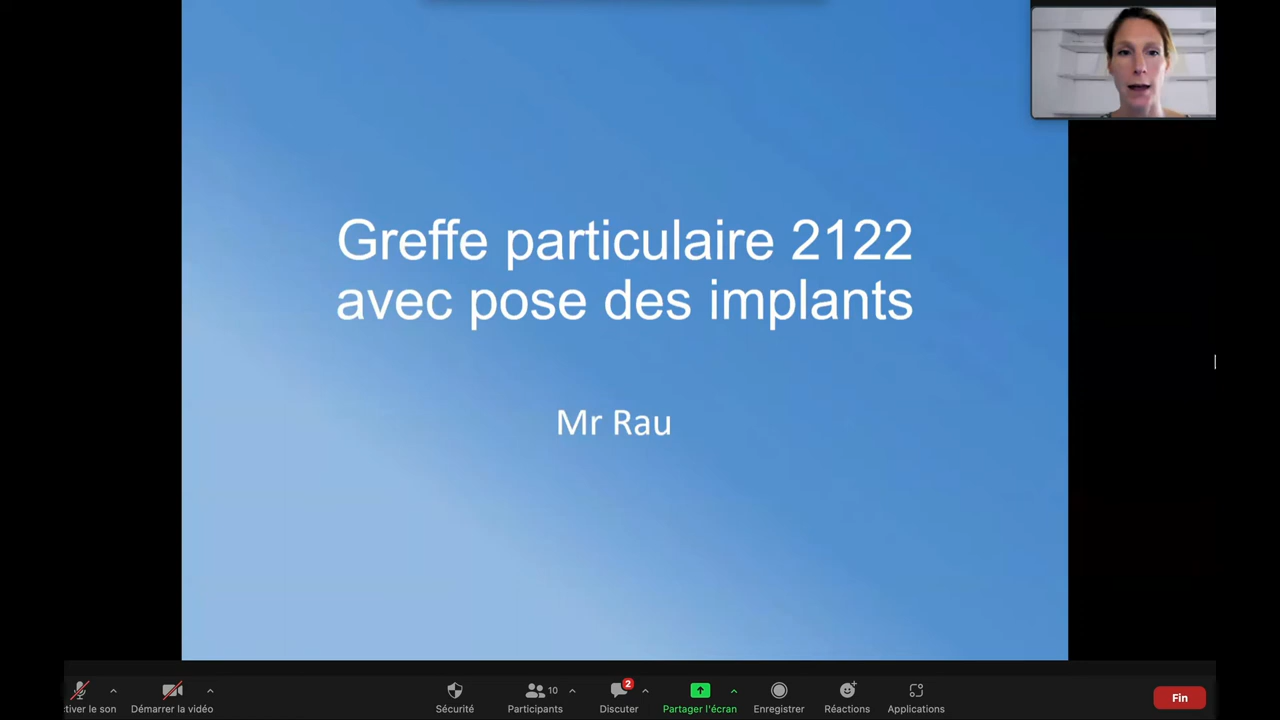 Greffe particulaire 2122
avec pose des implants
Mr Rau
ctiver le son
Démarrer la vidéo
Sécurité
10
Participants
2
Discuter
Partager l'écran
Enregistrer
Réactions
Applications
Fin